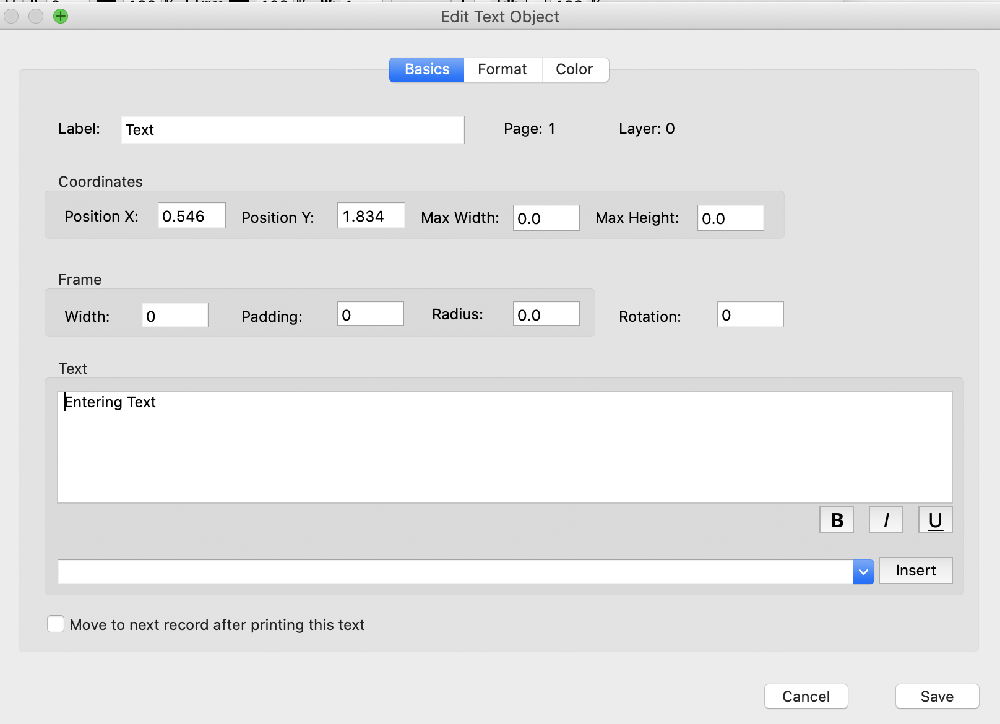 Edit Text Object
Basics Format Color
Label: Text Page: 1 Layer: 0
Coordinates
Position X: 0.546 Position Y: 1.834 Max Width: 0.0 Max Height: 0.0
Frame
Width: 0 Padding: 0 Radius: 0.0 Rotation: 0
Text
Entering Text
B I U
Insert
Move to next record after printing this text
Cancel Save